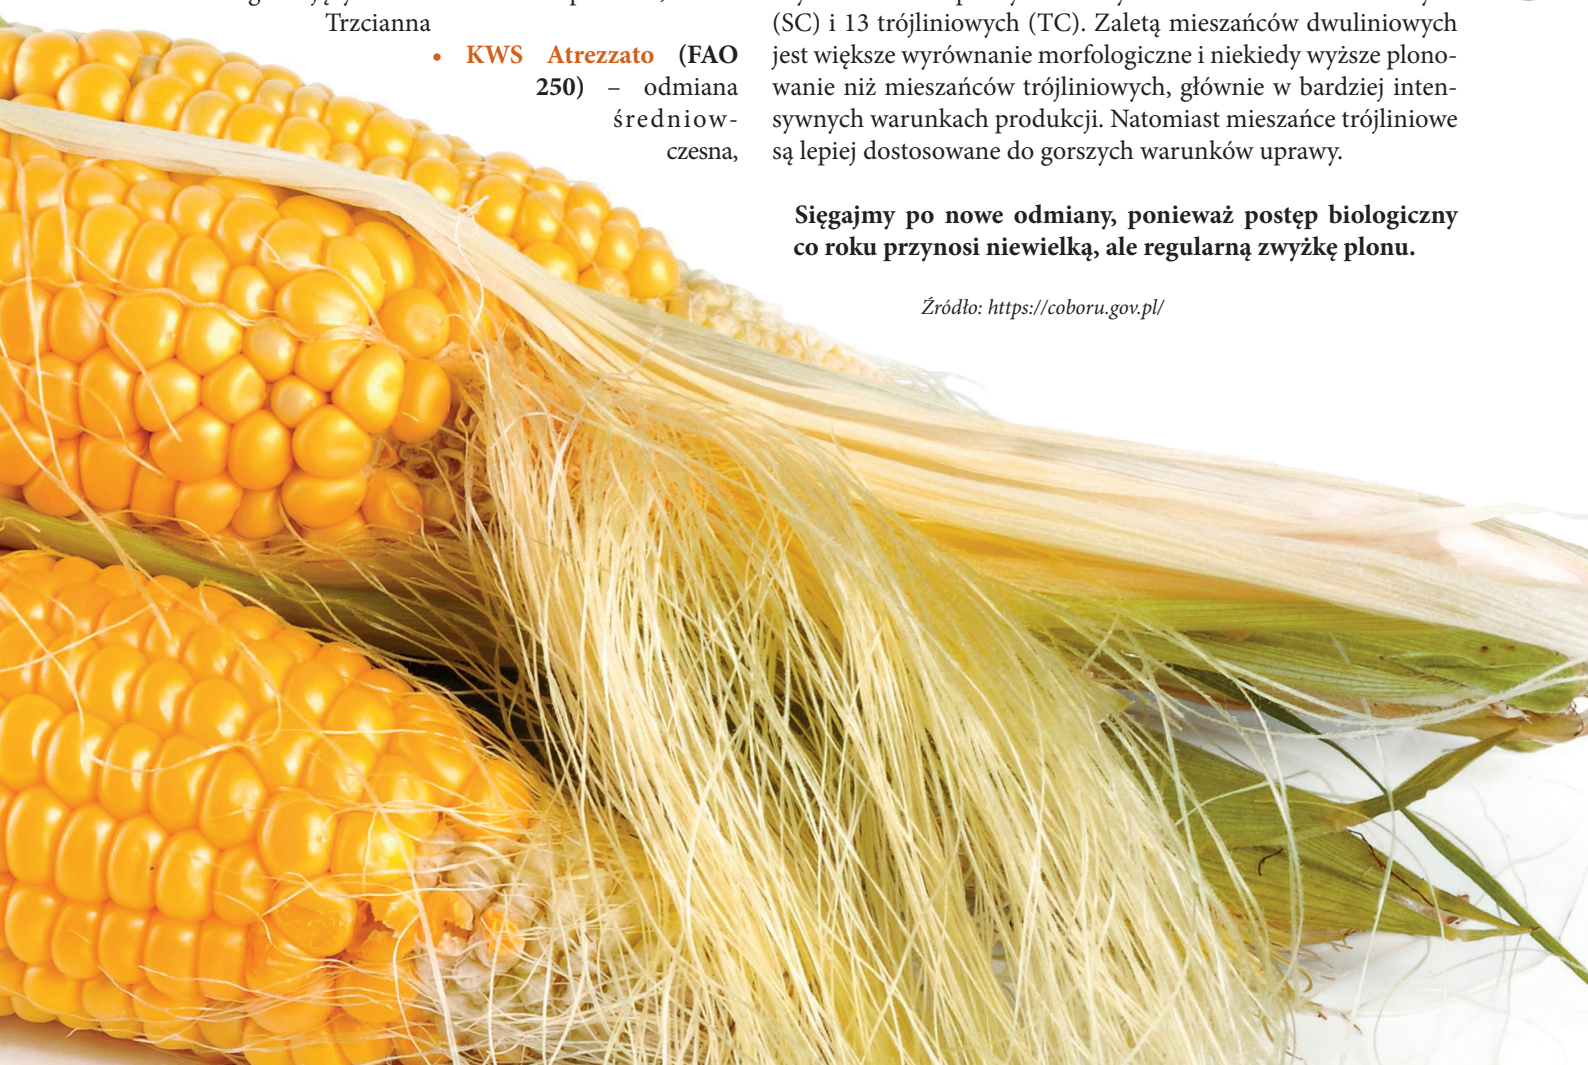 Trzcianna
• KWS Atrezzato (FAO
250) – odmiana
średniow-
czesna,
(SC) i 13 trójliniowych (TC). Zaletą mieszańców dwuliniowych
jest większe wyrównanie morfologiczne i niekiedy wyższe plono-
wanie niż mieszańców trójliniowych, głównie w bardziej inten-
sywnych warunkach produkcji. Natomiast mieszańce trójliniowe
są lepiej dostosowane do gorszych warunków uprawy.
Sięgajmy po nowe odmiany, ponieważ postęp biologiczny
co roku przynosi niewielką, ale regularną zwyżkę plonu.
Źródło: https://coboru.gov.pl/